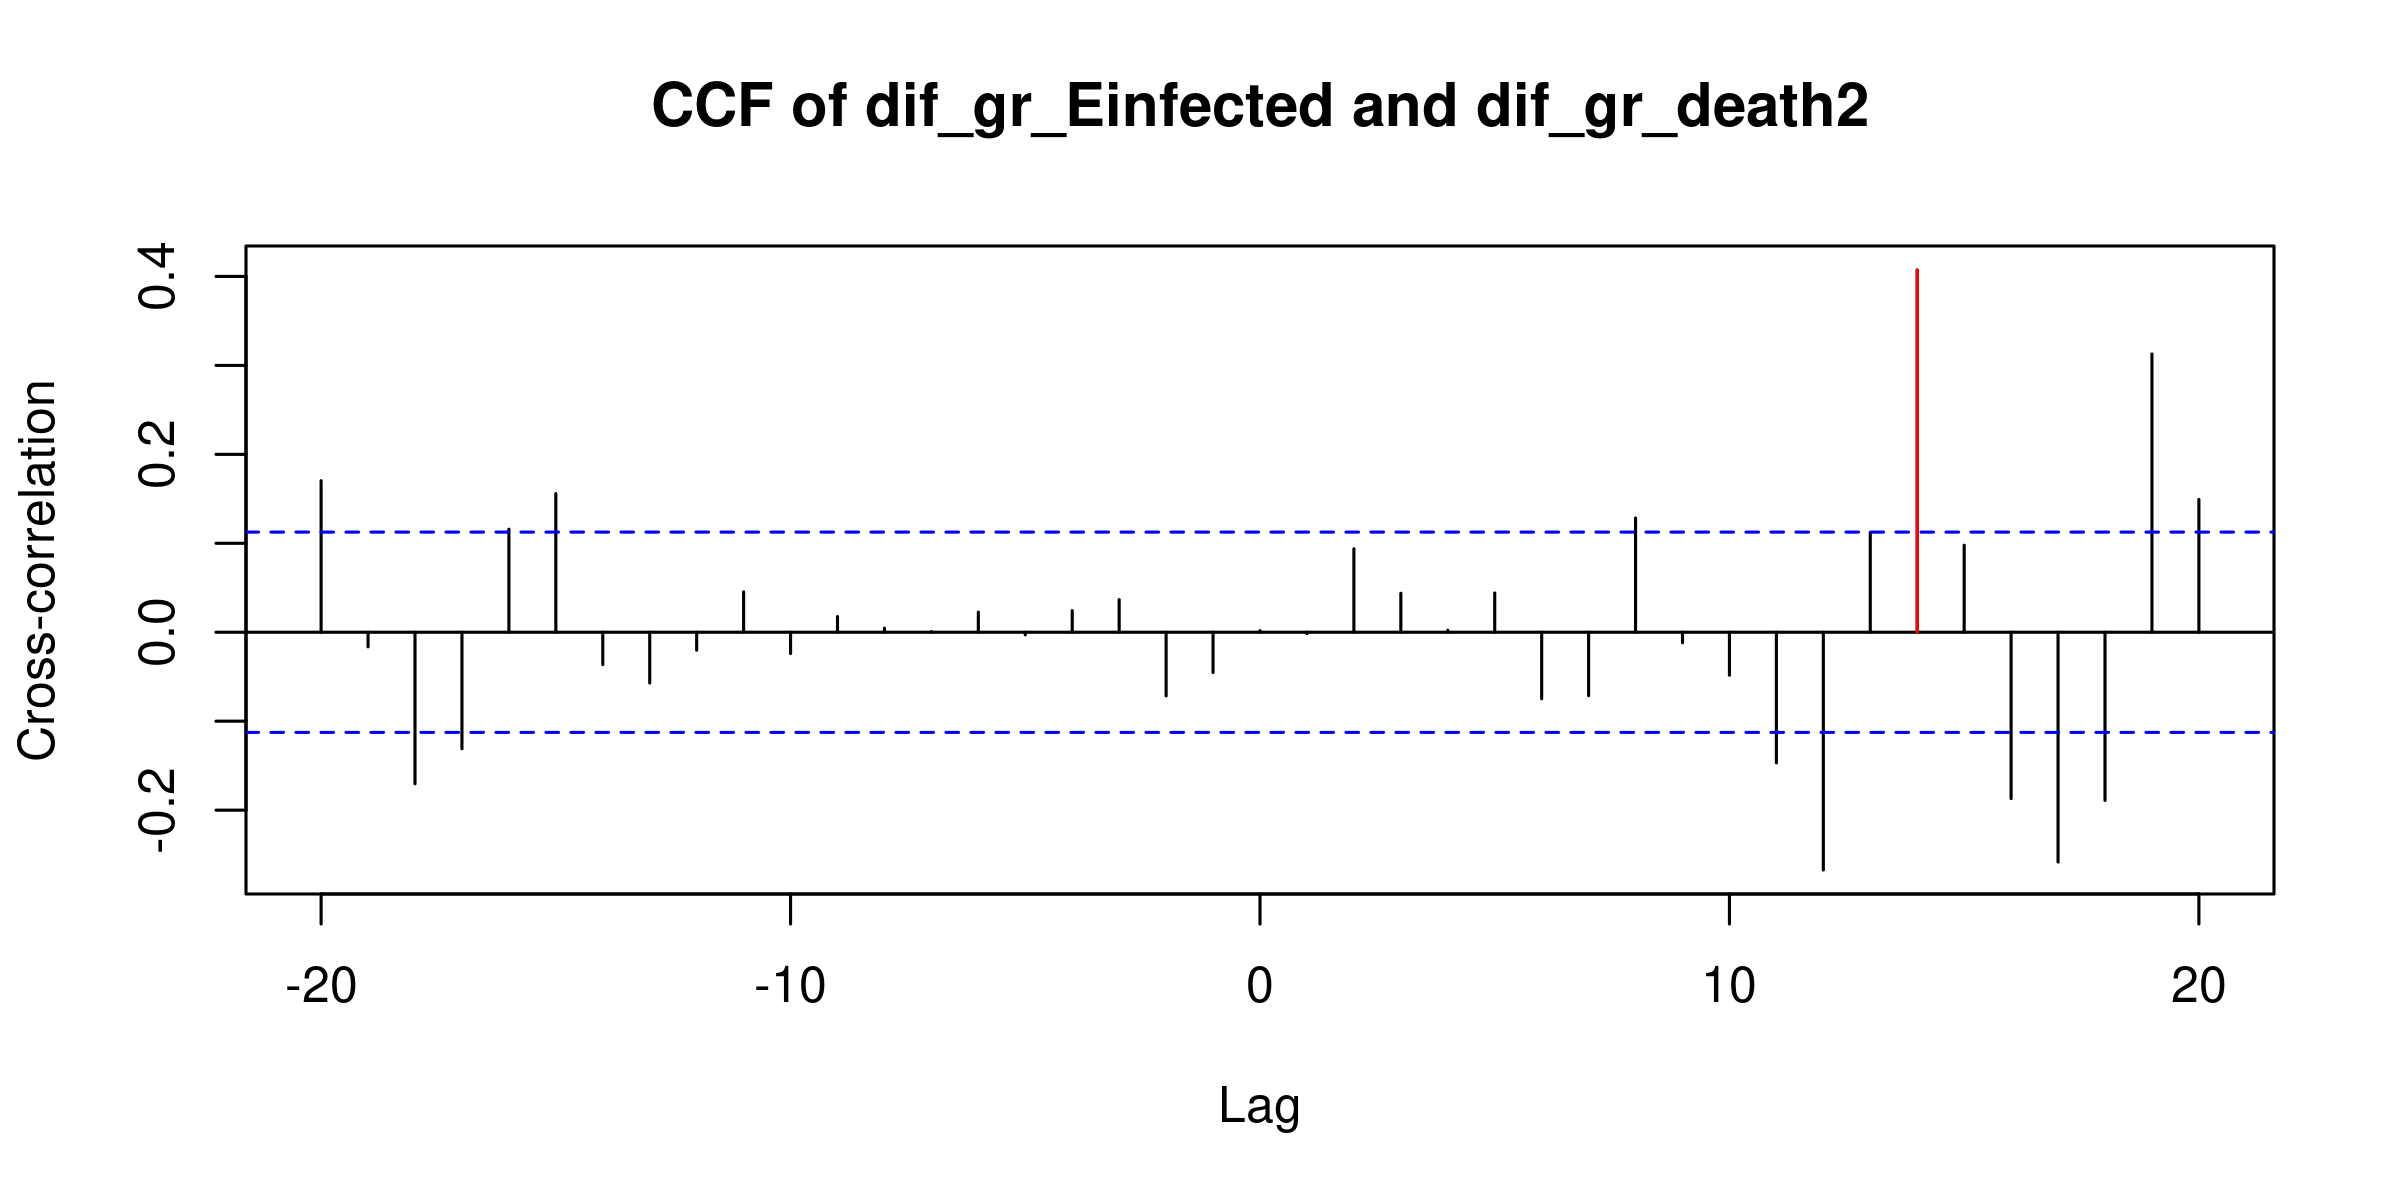 CCF of dif_gr_Einfected and dif_gr_death2
Cross-correlation
0.4
0.2
0.0
-0.2
-20 -10 0 10 20
Lag